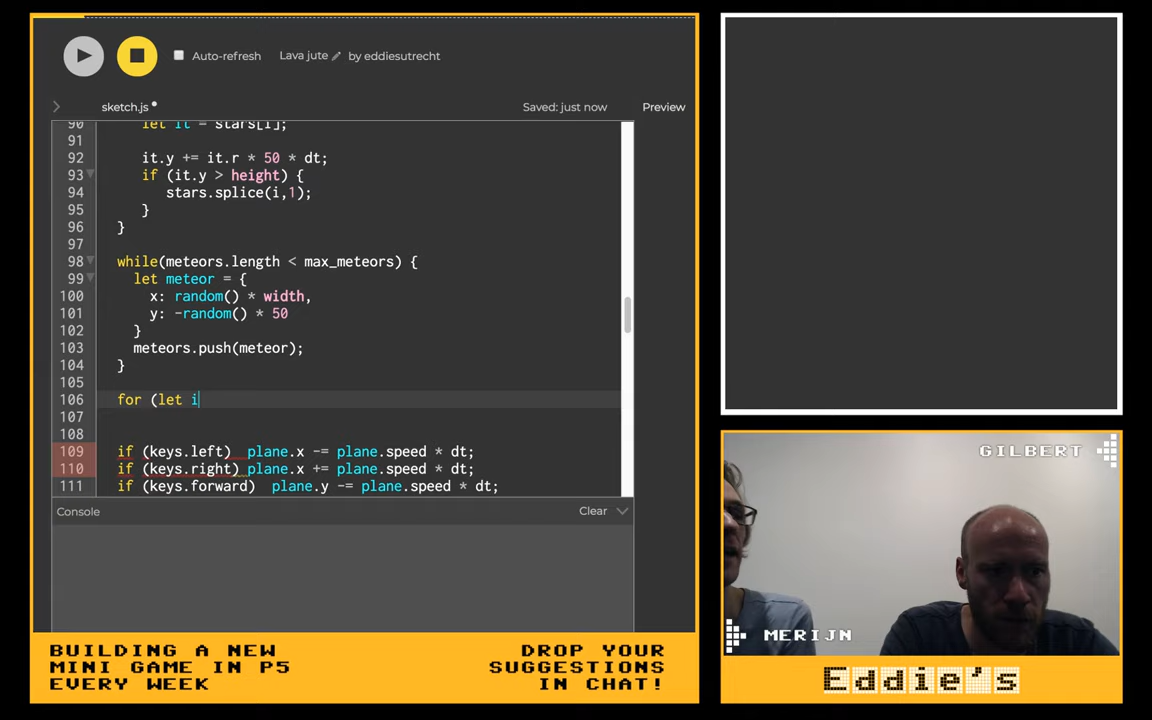 Auto-refresh
Lava jute
by eddiesutrecht
sketch.js
Saved: just now
Preview
90 let it = stars[i];
91
92 it.y += it.r * 50 * dt;
93 if (it.y > height) {
94 stars.splice(i,1);
95 }
96 }
97
98 while(meteors.length < max_meteors) {
99 let meteor = {
100 x: random() * width,
101 y: -random() * 50
102 }
103 meteors.push(meteor);
104 }
105
106 for (let i
107
108
109 if (keys.left) plane.x -= plane.speed * dt;
110 if (keys.right) plane.x += plane.speed * dt;
111 if (keys.forward) plane.y -= plane.speed * dt;
Console
Clear
GILBERT
MERIJN
BUILDING A NEW
MINI GAME IN P5
EVERY WEEK
DROP YOUR
SUGGESTIONS
IN CHAT!
Eddie's